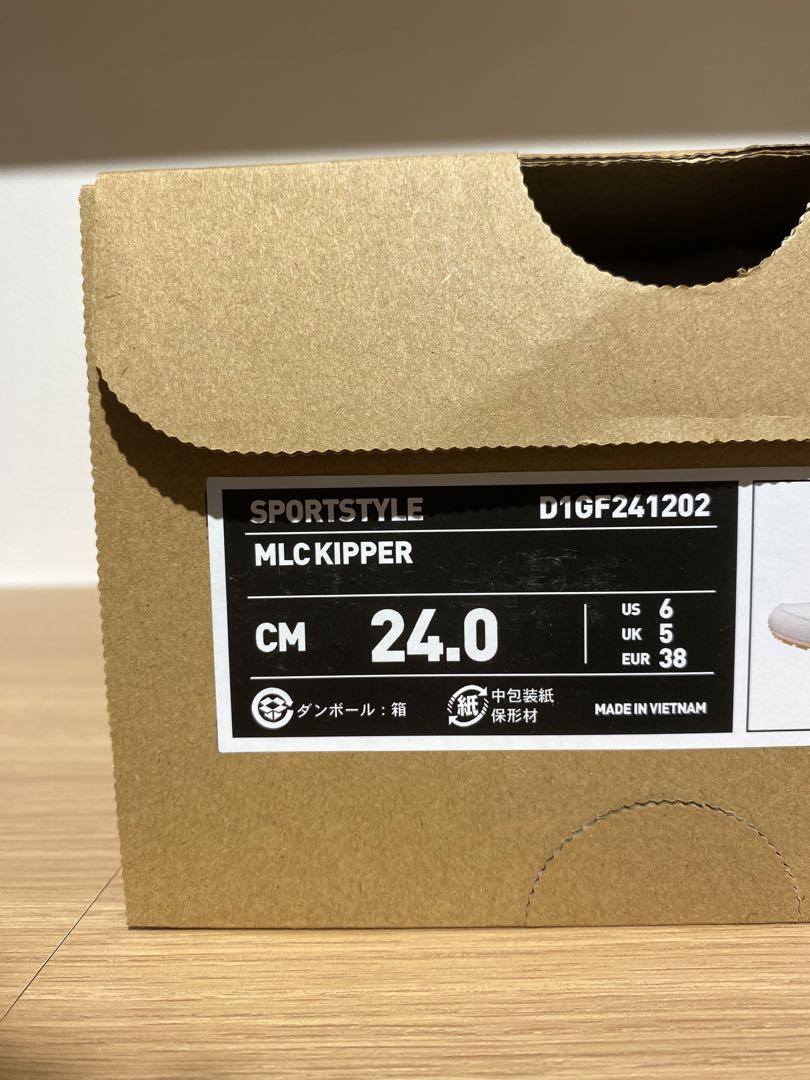 SPORTSTYLE D1GF241202
MLC KIPPER
CM 24.0
US 6
UK 5
EUR 38
ダンボール：箱
紙 中包装紙
保形材
MADE IN VIETNAM